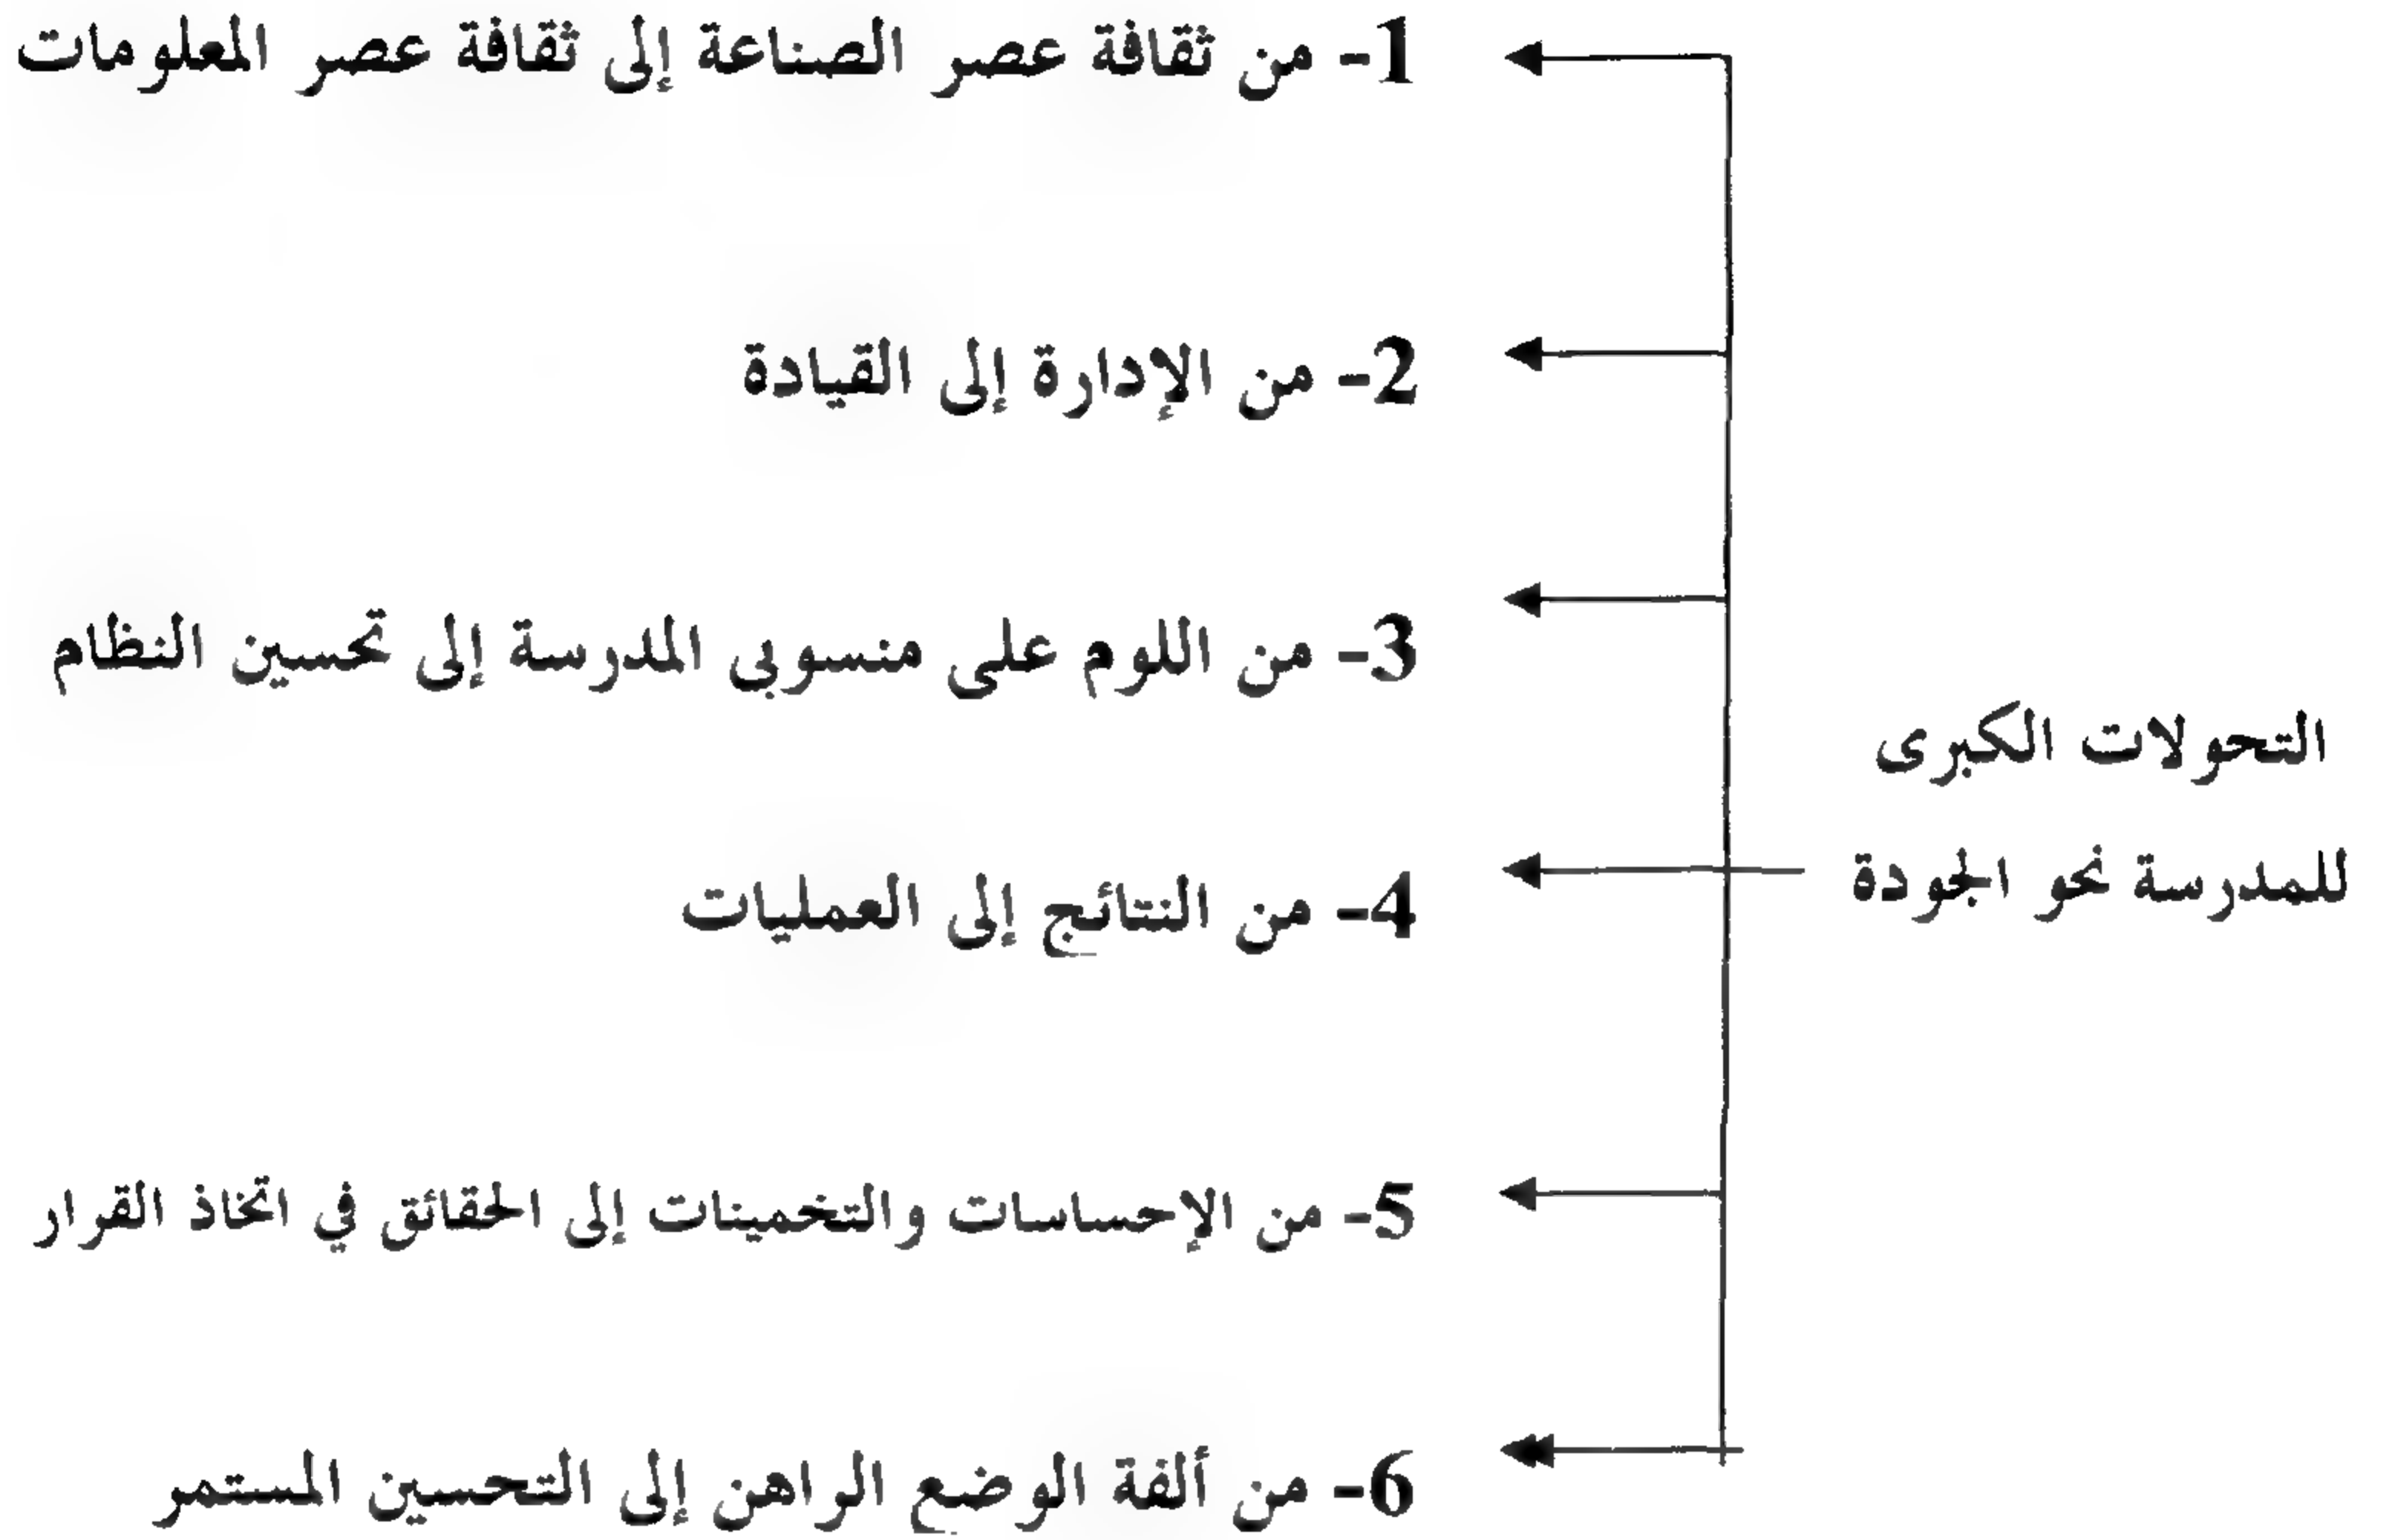 التحولات الكبرى
للمدرسة نحو الجودة
1- من ثقافة عصر الصناعة إلى ثقافة عصر المعلومات
2- من الإدارة إلى القيادة
3- من اللوم على منسوبى المدرسة إلى تحسين النظام
4- من النتائج إلى العمليات
5- من الإحساسات والتخمينات إلى الحقائق في اتخاذ القرار
6- من ألفة الوضع الراهن إلى التحسين المستمر